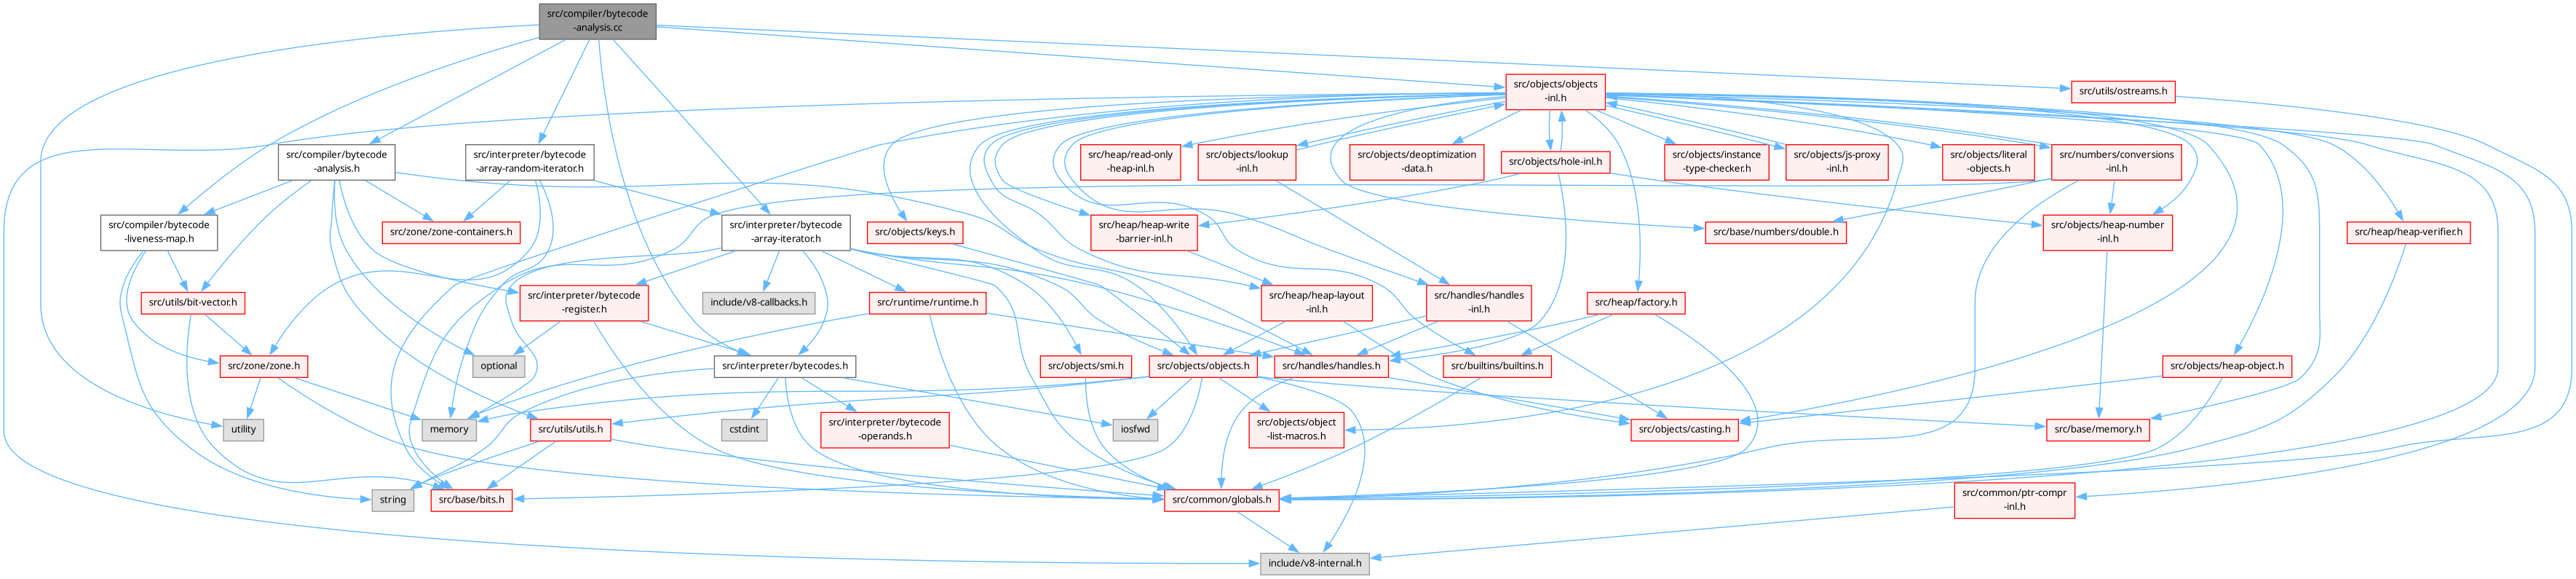 src/compiler/bytecode
-analysis.cc
src/objects/objects
-inl.h
src/utils/ostreams.h
src/compiler/bytecode
-analysis.h
src/interpreter/bytecode
-array-random-iterator.h
src/heap/read-only
-heap-inl.h
src/objects/lookup
-inl.h
src/objects/deoptimization
-data.h
src/objects/hole-inl.h
src/objects/instance
-type-checker.h
src/objects/js-proxy
-inl.h
src/objects/literal
-objects.h
src/numbers/conversions
-inl.h
src/compiler/bytecode
-liveness-map.h
src/zone/zone-containers.h
src/interpreter/bytecode
-array-iterator.h
src/objects/keys.h
src/heap/heap-write
-barrier-inl.h
src/base/numbers/double.h
src/objects/heap-number
-inl.h
src/heap/heap-verifier.h
src/utils/bit-vector.h
src/interpreter/bytecode
-register.h
include/v8-callbacks.h
src/runtime/runtime.h
src/heap/heap-layout
-inl.h
src/handles/handles
-inl.h
src/heap/factory.h
src/zone/zone.h
optional
src/interpreter/bytecodes.h
src/objects/smi.h
src/objects/objects.h
src/handles/handles.h
src/builtins/builtins.h
src/objects/heap-object.h
utility
memory
src/utils/utils.h
cstdint
src/interpreter/bytecode
-operands.h
iosfwd
src/objects/object
-list-macros.h
src/objects/casting.h
src/base/memory.h
string
src/base/bits.h
src/common/globals.h
src/common/ptr-compr
-inl.h
include/v8-internal.h